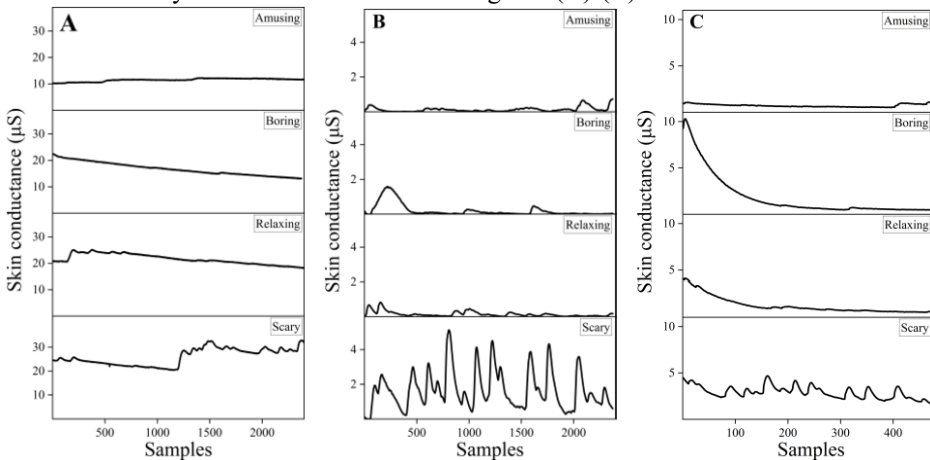 A
Amusing
30
20
10
Boring
30
20
10
Relaxing
30
20
10
Scary
30
20
10
Skin conductance (μS)
500 1000 1500 2000
Samples
B
Amusing
4
2
Boring
4
2
Relaxing
4
2
Scary
4
2
Skin conductance (μS)
500 1000 1500 2000
Samples
C
Amusing
10
5
Boring
10
5
Relaxing
10
5
Scary
10
5
Skin conductance (μS)
100 200 300 400
Samples